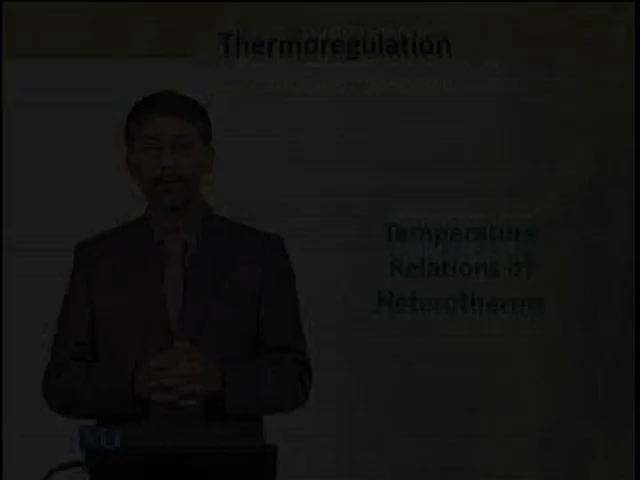 Thermoregulation
Temperature
Relations of
Heterotherms